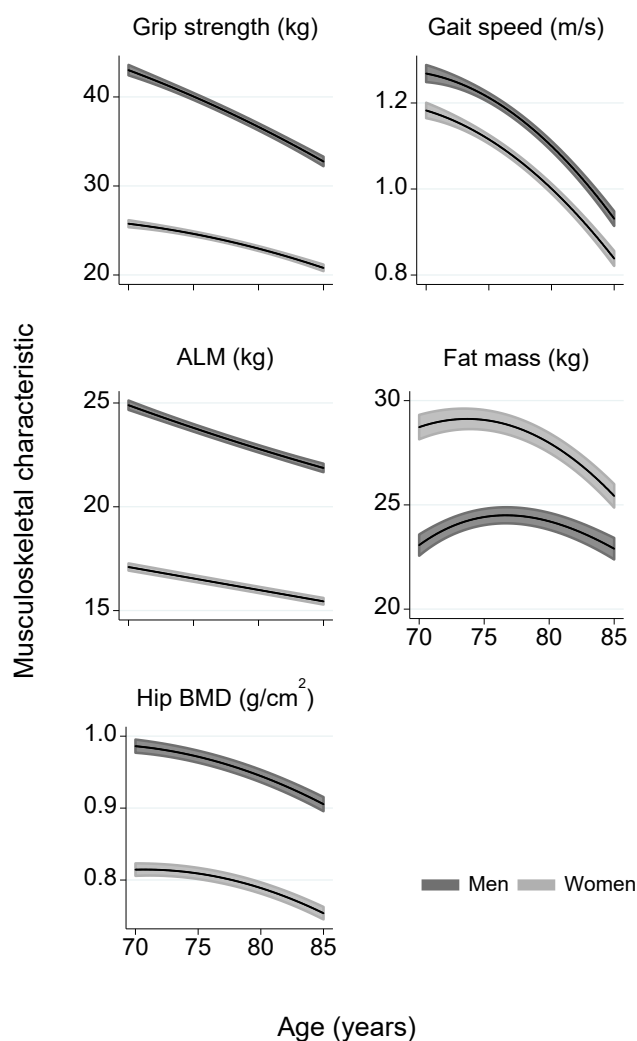 Grip strength (kg)
Gait speed (m/s)
40
30
20
1.2
1.0
0.8
Musculoskeletal characteristic
ALM (kg)
Fat mass (kg)
25
20
15
30
25
20
70 75 80 85
Hip BMD (g/cm²)
1.0
0.9
0.8
70 75 80 85
Men Women
Age (years)